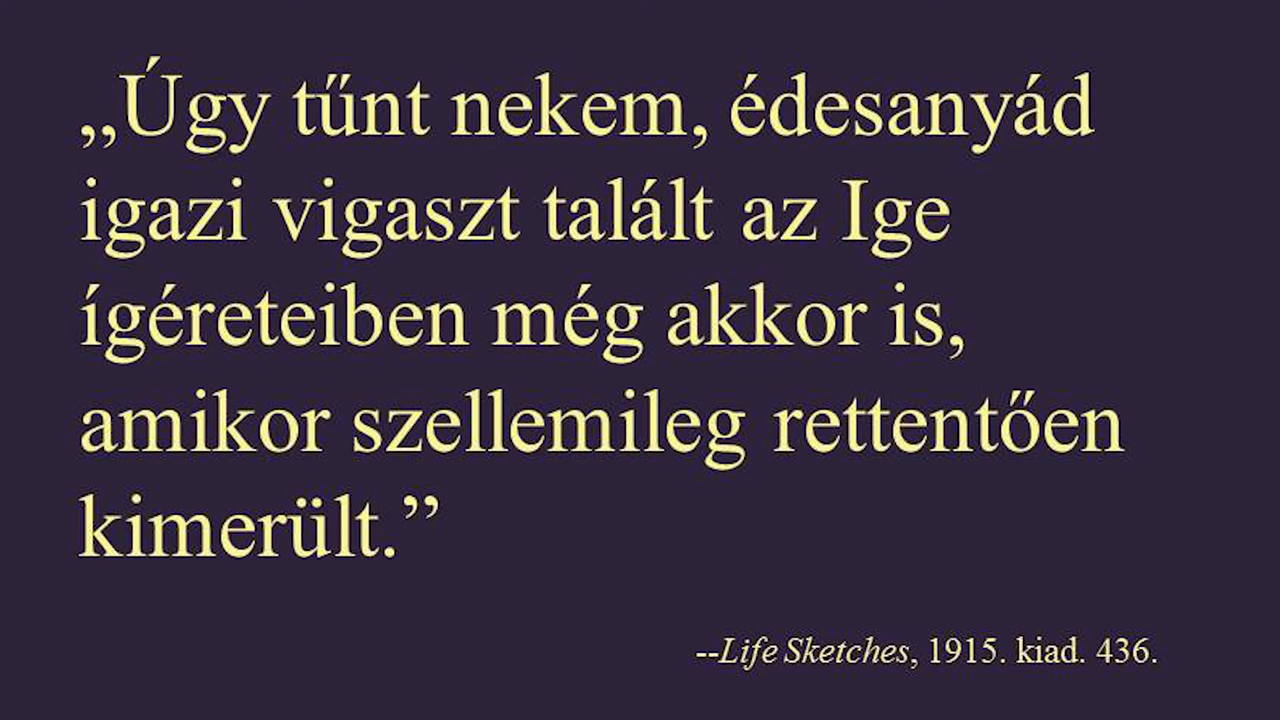 „Úgy tűnt nekem, édesanyád
igazi vigaszt talált az Ige
ígéreteiben még akkor is,
amikor szellemileg rettentően
kimerült.”
--Life Sketches, 1915. kiad. 436.